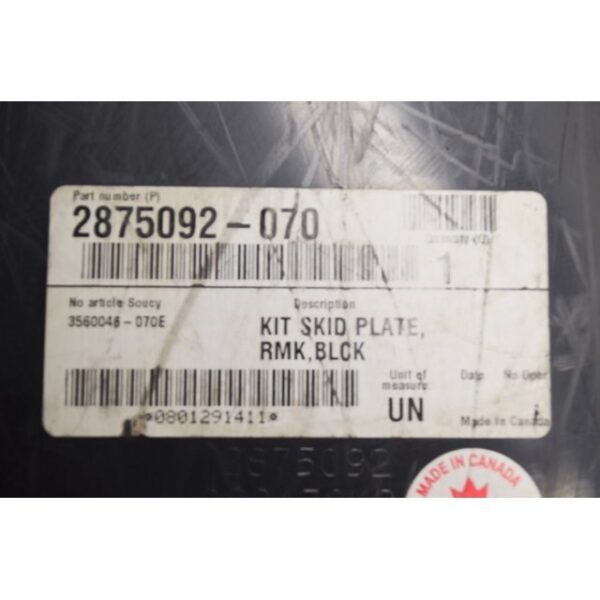 Part number (P)
2875092-070
Quantity (Q)
1
No article Soucy
3560046-070E
Description
KIT SKID PLATE,
RMK,BLCK
Unit of
measure:
UN
Date
No Oper
*0801291411*
Made in Canada
2875092
MADE IN CANADA